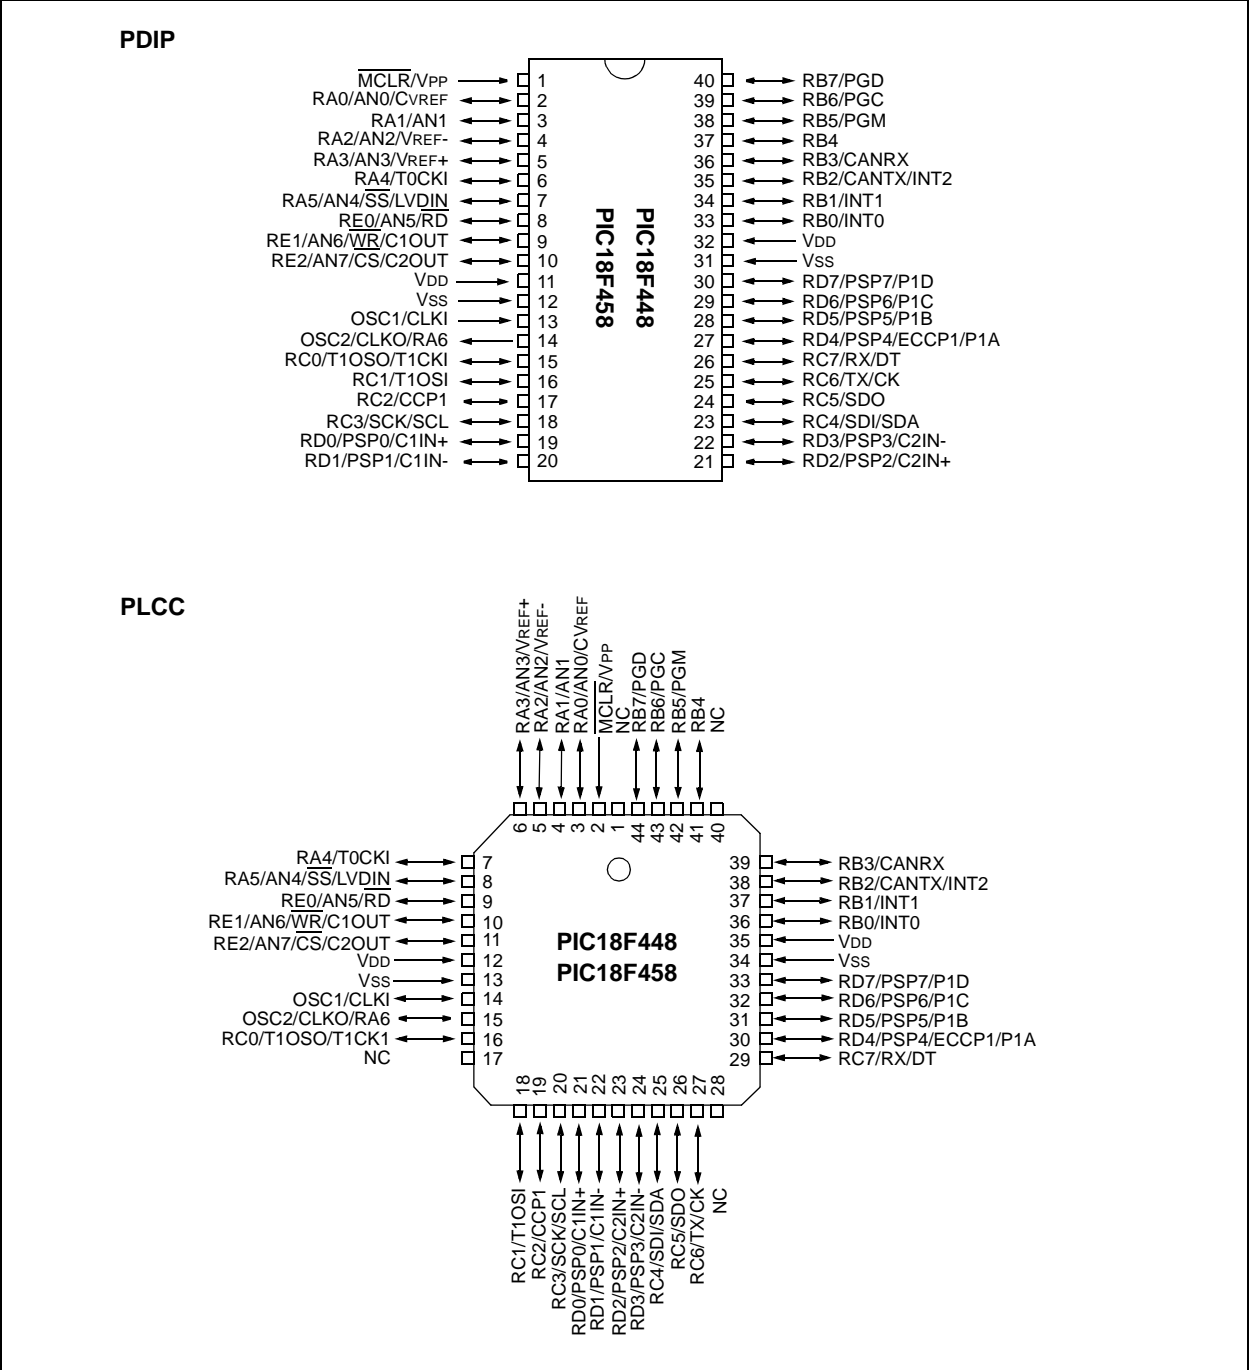 PDIP
MCLR/VPP 1
RA0/AN0/CVREF 2
RA1/AN1 3
RA2/AN2/VREF- 4
RA3/AN3/VREF+ 5
RA4/T0CKI 6
RA5/AN4/SS/LVDIN 7
RE0/AN5/RD 8
RE1/AN6/WR/C1OUT 9
RE2/AN7/CS/C2OUT 10
VDD 11
VSS 12
OSC1/CLKI 13
OSC2/CLKO/RA6 14
RC0/T1OSO/T1CKI 15
RC1/T1OSI 16
RC2/CCP1 17
RC3/SCK/SCL 18
RD0/PSP0/C1IN+ 19
RD1/PSP1/C1IN- 20
PIC18F448
PIC18F458
40 RB7/PGD
39 RB6/PGC
38 RB5/PGM
37 RB4
36 RB3/CANRX
35 RB2/CANTX/INT2
34 RB1/INT1
33 RB0/INT0
32 VDD
31 VSS
30 RD7/PSP7/P1D
29 RD6/PSP6/P1C
28 RD5/PSP5/P1B
27 RD4/PSP4/ECCP1/P1A
26 RC7/RX/DT
25 RC6/TX/CK
24 RC5/SDO
23 RC4/SDI/SDA
22 RD3/PSP3/C2IN-
21 RD2/PSP2/C2IN+
PLCC
RA3/AN3/VREF+ 6
RA2/AN2/VREF- 5
RA1/AN1 4
RA0/AN0/CVREF 3
MCLR/VPP 2
NC 1
RB7/PGD 44
RB6/PGC 43
RB5/PGM 42
RB4 41
NC 40
RA4/T0CKI 7
RA5/AN4/SS/LVDIN 8
RE0/AN5/RD 9
RE1/AN6/WR/C1OUT 10
RE2/AN7/CS/C2OUT 11
VDD 12
VSS 13
OSC1/CLKI 14
OSC2/CLKO/RA6 15
RC0/T1OSO/T1CK1 16
NC 17
PIC18F448
PIC18F458
39 RB3/CANRX
38 RB2/CANTX/INT2
37 RB1/INT1
36 RB0/INT0
35 VDD
34 VSS
33 RD7/PSP7/P1D
32 RD6/PSP6/P1C
31 RD5/PSP5/P1B
30 RD4/PSP4/ECCP1/P1A
29 RC7/RX/DT
18 RC1/T1OSI
19 RC2/CCP1
20 RC3/SCK/SCL
21 RD0/PSP0/C1IN+
22 RD1/PSP1/C1IN-
23 RD2/PSP2/C2IN+
24 RD3/PSP3/C2IN-
25 RC4/SDI/SDA
26 RC5/SDO
27 RC6/TX/CK
28 NC